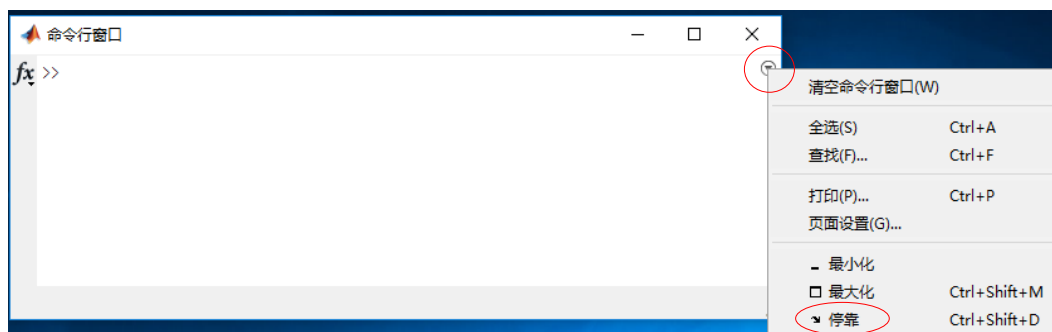 命令行窗口
fx >>
清空命令行窗口(W)
全选(S) Ctrl+A
查找(F)... Ctrl+F
打印(P)... Ctrl+P
页面设置(G)...
最小化
最大化 Ctrl+Shift+M
停靠 Ctrl+Shift+D